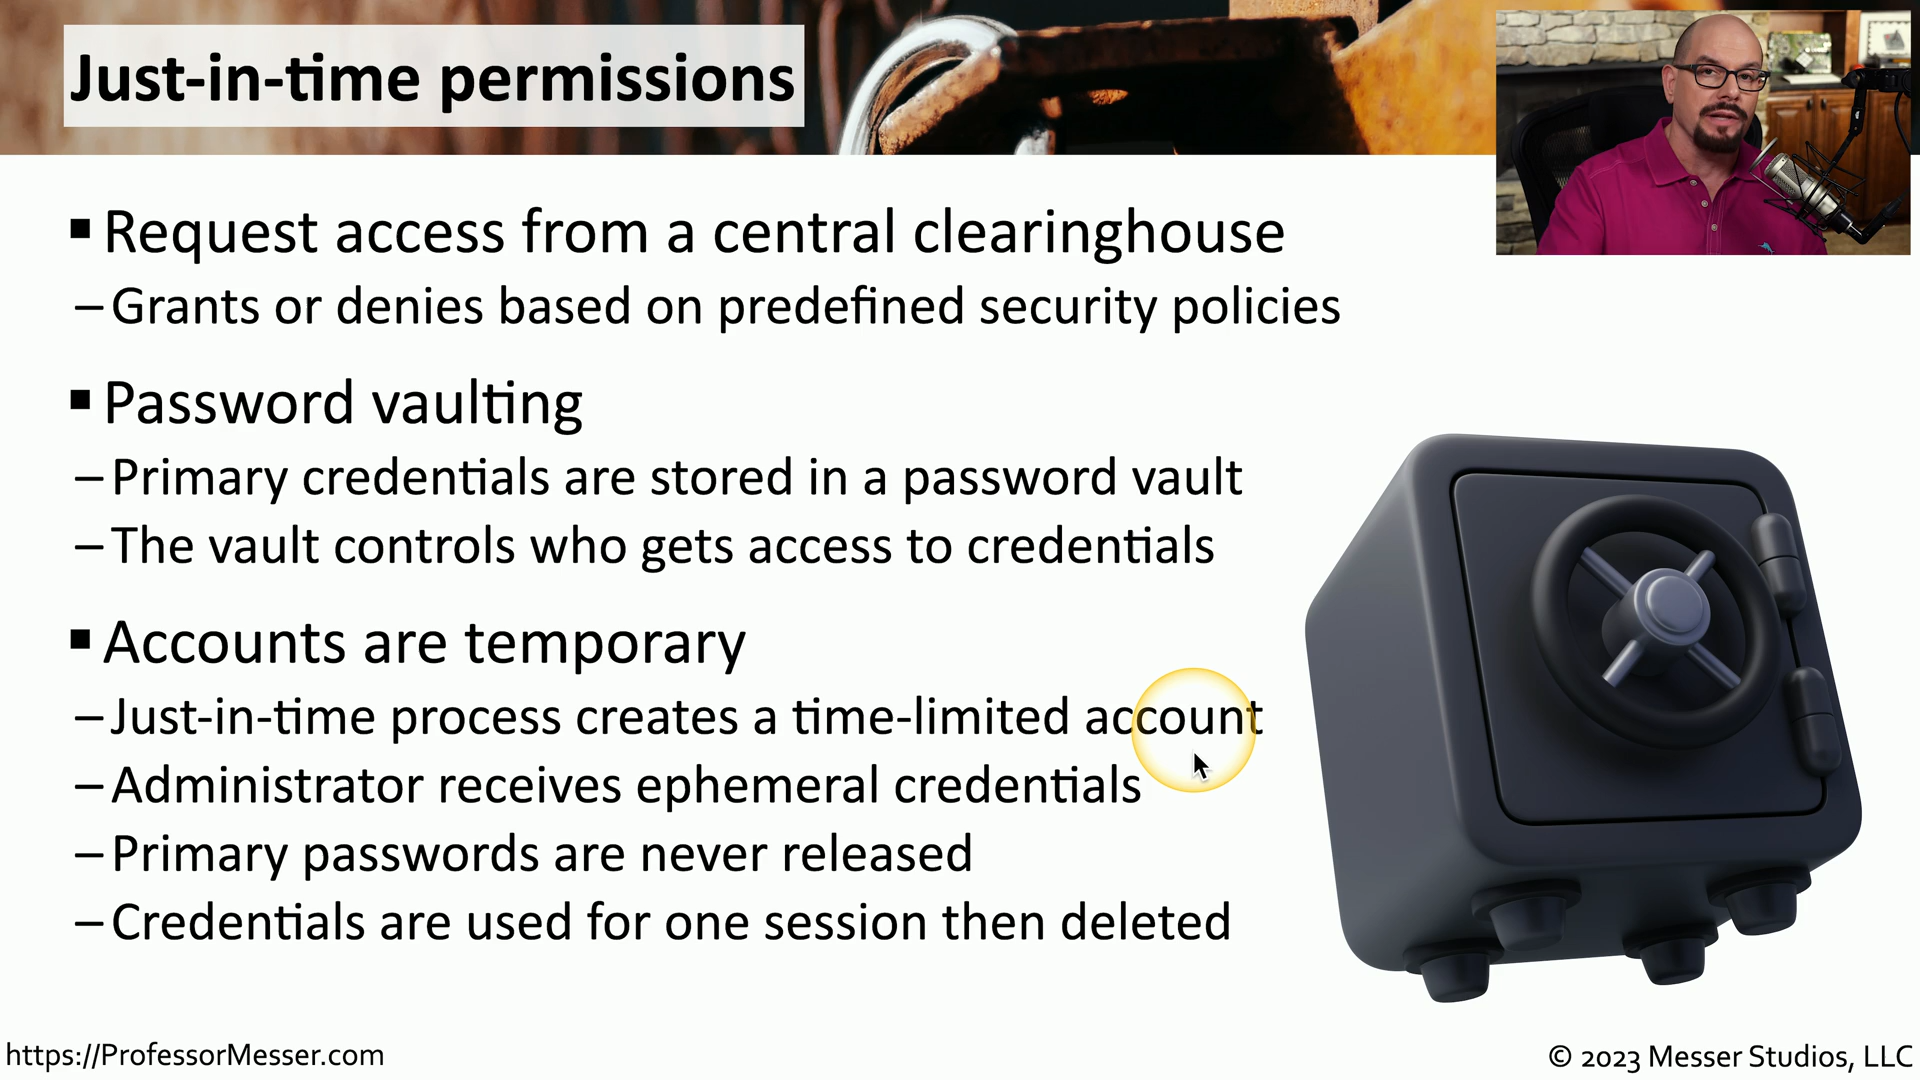 Just-in-time permissions
▪ Request access from a central clearinghouse
– Grants or denies based on predefined security policies
▪ Password vaulting
– Primary credentials are stored in a password vault
– The vault controls who gets access to credentials
▪ Accounts are temporary
– Just-in-time process creates a time-limited account
– Administrator receives ephemeral credentials
– Primary passwords are never released
– Credentials are used for one session then deleted
https://ProfessorMesser.com
© 2023 Messer Studios, LLC